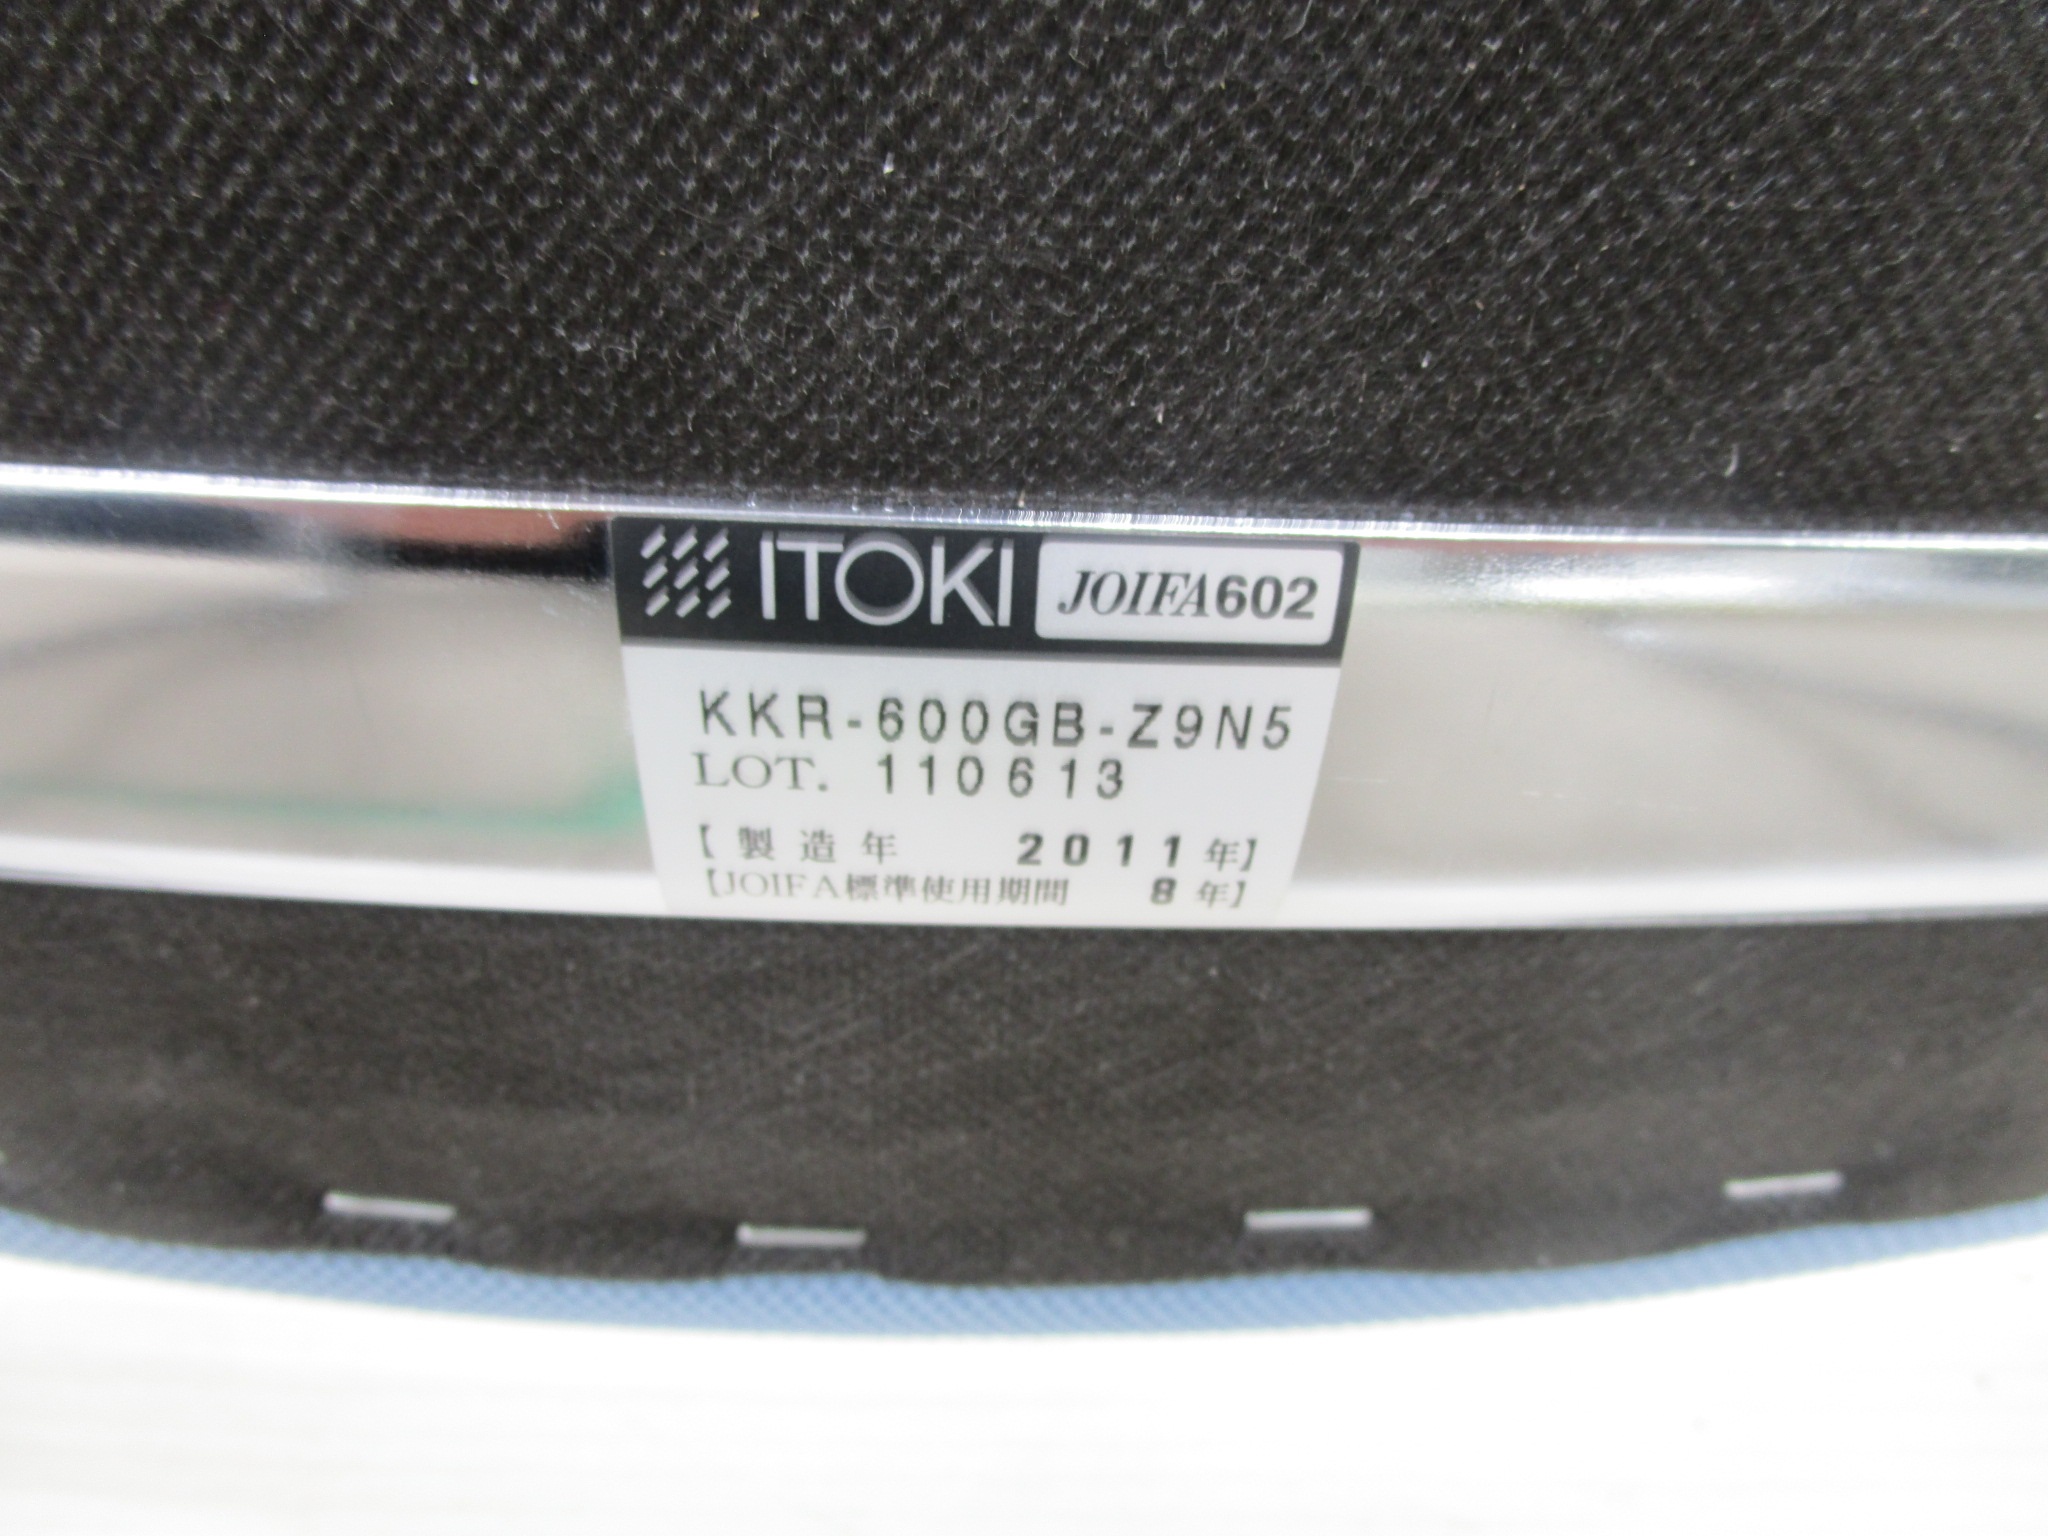 ITOKI JOIFA602
KKR-600GB-Z9N5
LOT. 110613
【製造年 2011年】
【JOIFA標準使用期間 8年】